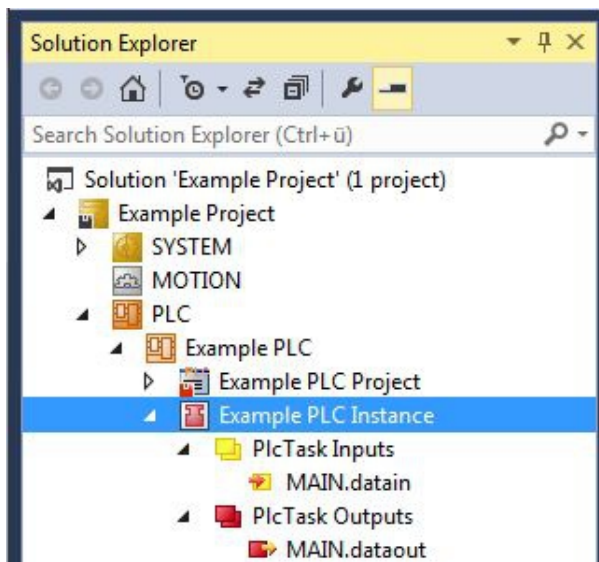 Solution Explorer
Search Solution Explorer (Ctrl+ü)
Solution 'Example Project' (1 project)
Example Project
SYSTEM
MOTION
PLC
Example PLC
Example PLC Project
Example PLC Instance
PlcTask Inputs
MAIN.datain
PlcTask Outputs
MAIN.dataout